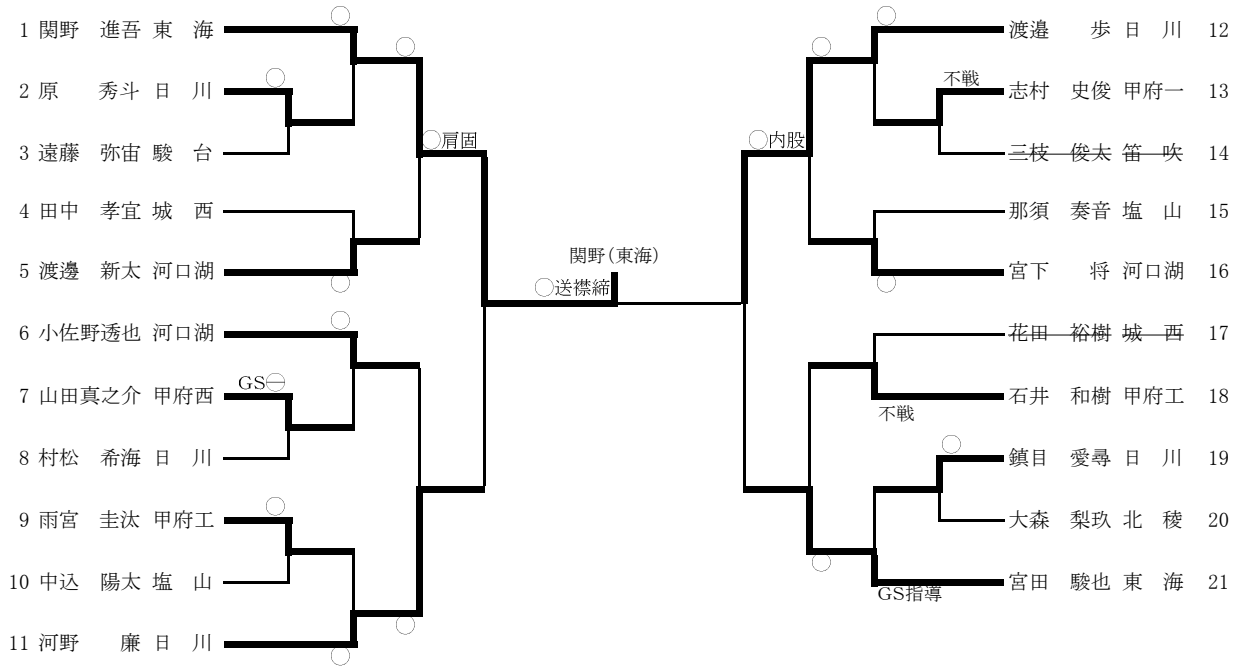 1 関野 進吾 東 海
2 原 秀斗 日 川
3 遠藤 弥宙 駿 台
4 田中 孝宜 城 西
5 渡邉 新太 河口湖
6 小佐野透也 河口湖
GS
7 山田真之介 甲府西
8 村松 希海 日 川
9 雨宮 圭汰 甲府工
10 中込 陽太 塩 山
11 河野 廉 日 川
○肩固
関野(東海)
○送襟締
○内股
渡邉 歩 日 川 12
不戦
志村 史俊 甲府一 13
三枝 俊太 笛 吹 14
那須 奏音 塩 山 15
宮下 将 河口湖 16
花田 裕樹 城 西 17
石井 和樹 甲府工 18
不戦
鎮目 愛尋 日 川 19
大森 梨玖 北 稜 20
宮田 駿也 東 海 21
GS指導